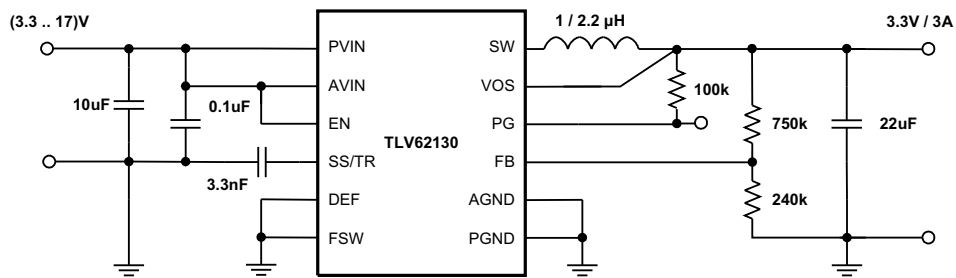 (3.3 .. 17)V
1 / 2.2 µH
3.3V / 3A
PVIN
SW
AVIN
VOS
10uF
0.1uF
100k
EN
PG
TLV62130
750k
22uF
SS/TR
FB
3.3nF
DEF
AGND
240k
FSW
PGND